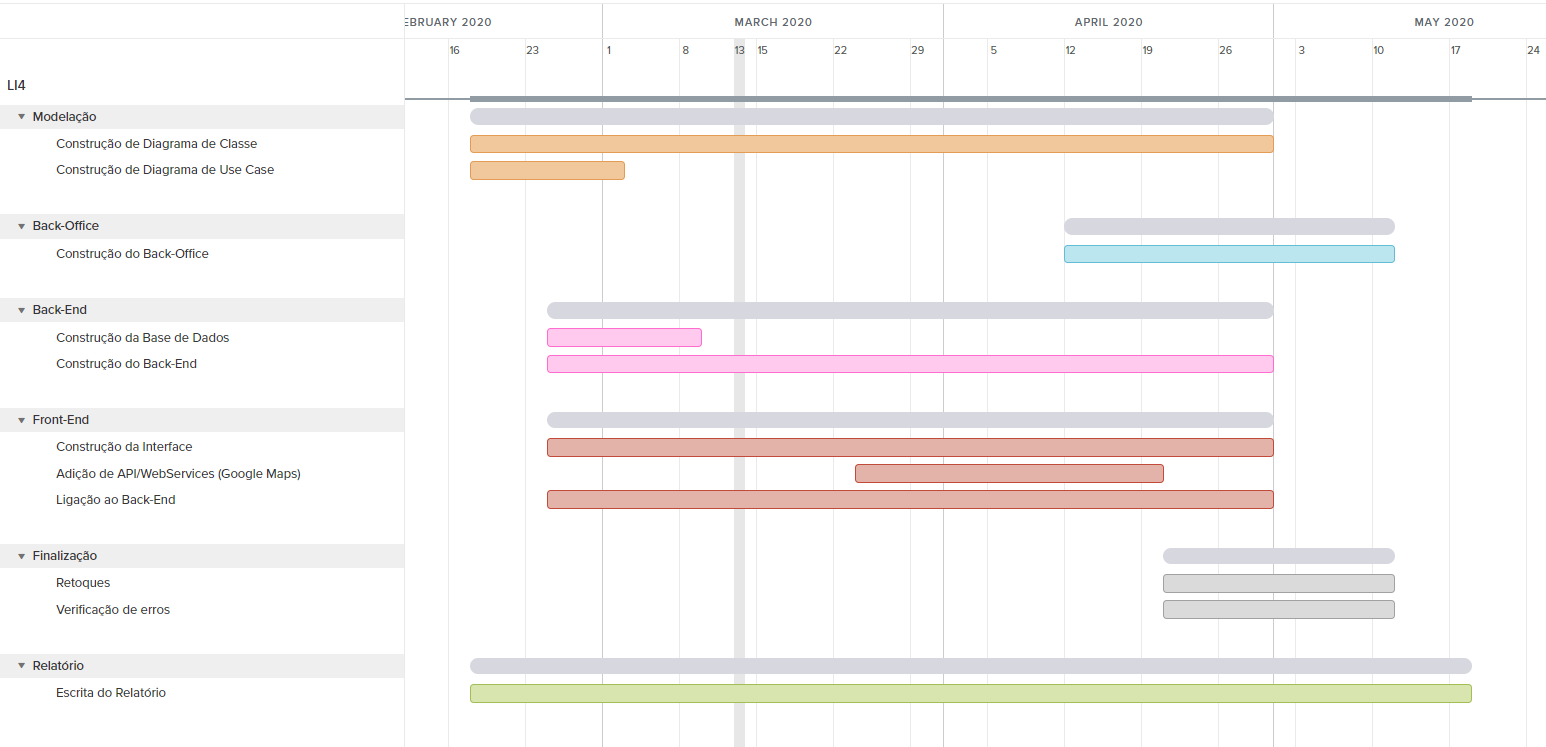 EBRUARY 2020 MARCH 2020 APRIL 2020 MAY 2020
16 23 1 8 13 15 22 29 5 12 19 26 3 10 17 24
LI4
Modelação
Construção de Diagrama de Classe
Construção de Diagrama de Use Case
Back-Office
Construção do Back-Office
Back-End
Construção da Base de Dados
Construção do Back-End
Front-End
Construção da Interface
Adição de API/WebServices (Google Maps)
Ligação ao Back-End
Finalização
Retoques
Verificação de erros
Relatório
Escrita do Relatório